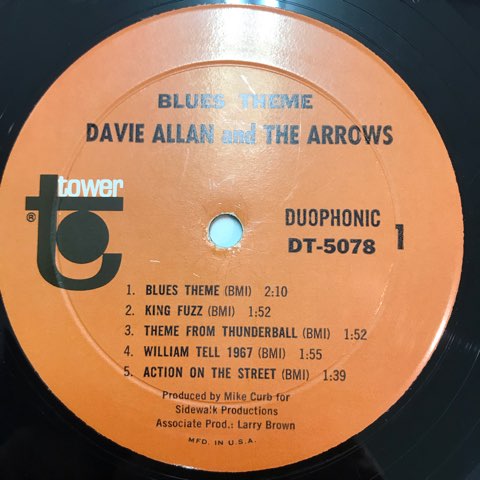 BLUES THEME
DAVIE ALLAN and THE ARROWS
tower
®
DUOPHONIC
DT-5078
1
1. BLUES THEME (BMI) 2:10
2. KING FUZZ (BMI) 1:52
3. THEME FROM THUNDERBALL (BMI) 1:52
4. WILLIAM TELL 1967 (BMI) 1:55
5. ACTION ON THE STREET (BMI) 1:39
Produced by Mike Curb for
Sidewalk Productions
Associate Prod.: Larry Brown
MFD. IN U.S.A.